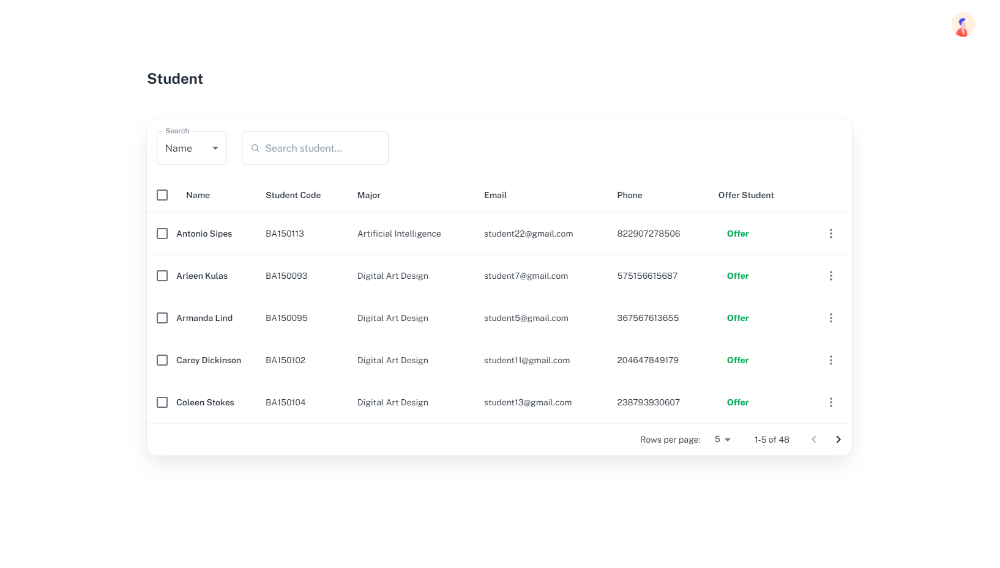 Student
Search
Name
Search student...
Name Student Code Major Email Phone Offer Student
Antonio Sipes BA150113 Artificial Intelligence student22@gmail.com 822907278506 Offer
Arleen Kulas BA150093 Digital Art Design student7@gmail.com 575156615687 Offer
Armanda Lind BA150095 Digital Art Design student5@gmail.com 367567613655 Offer
Carey Dickinson BA150102 Digital Art Design student11@gmail.com 204647849179 Offer
Coleen Stokes BA150104 Digital Art Design student13@gmail.com 238793930607 Offer
Rows per page: 5 1-5 of 48